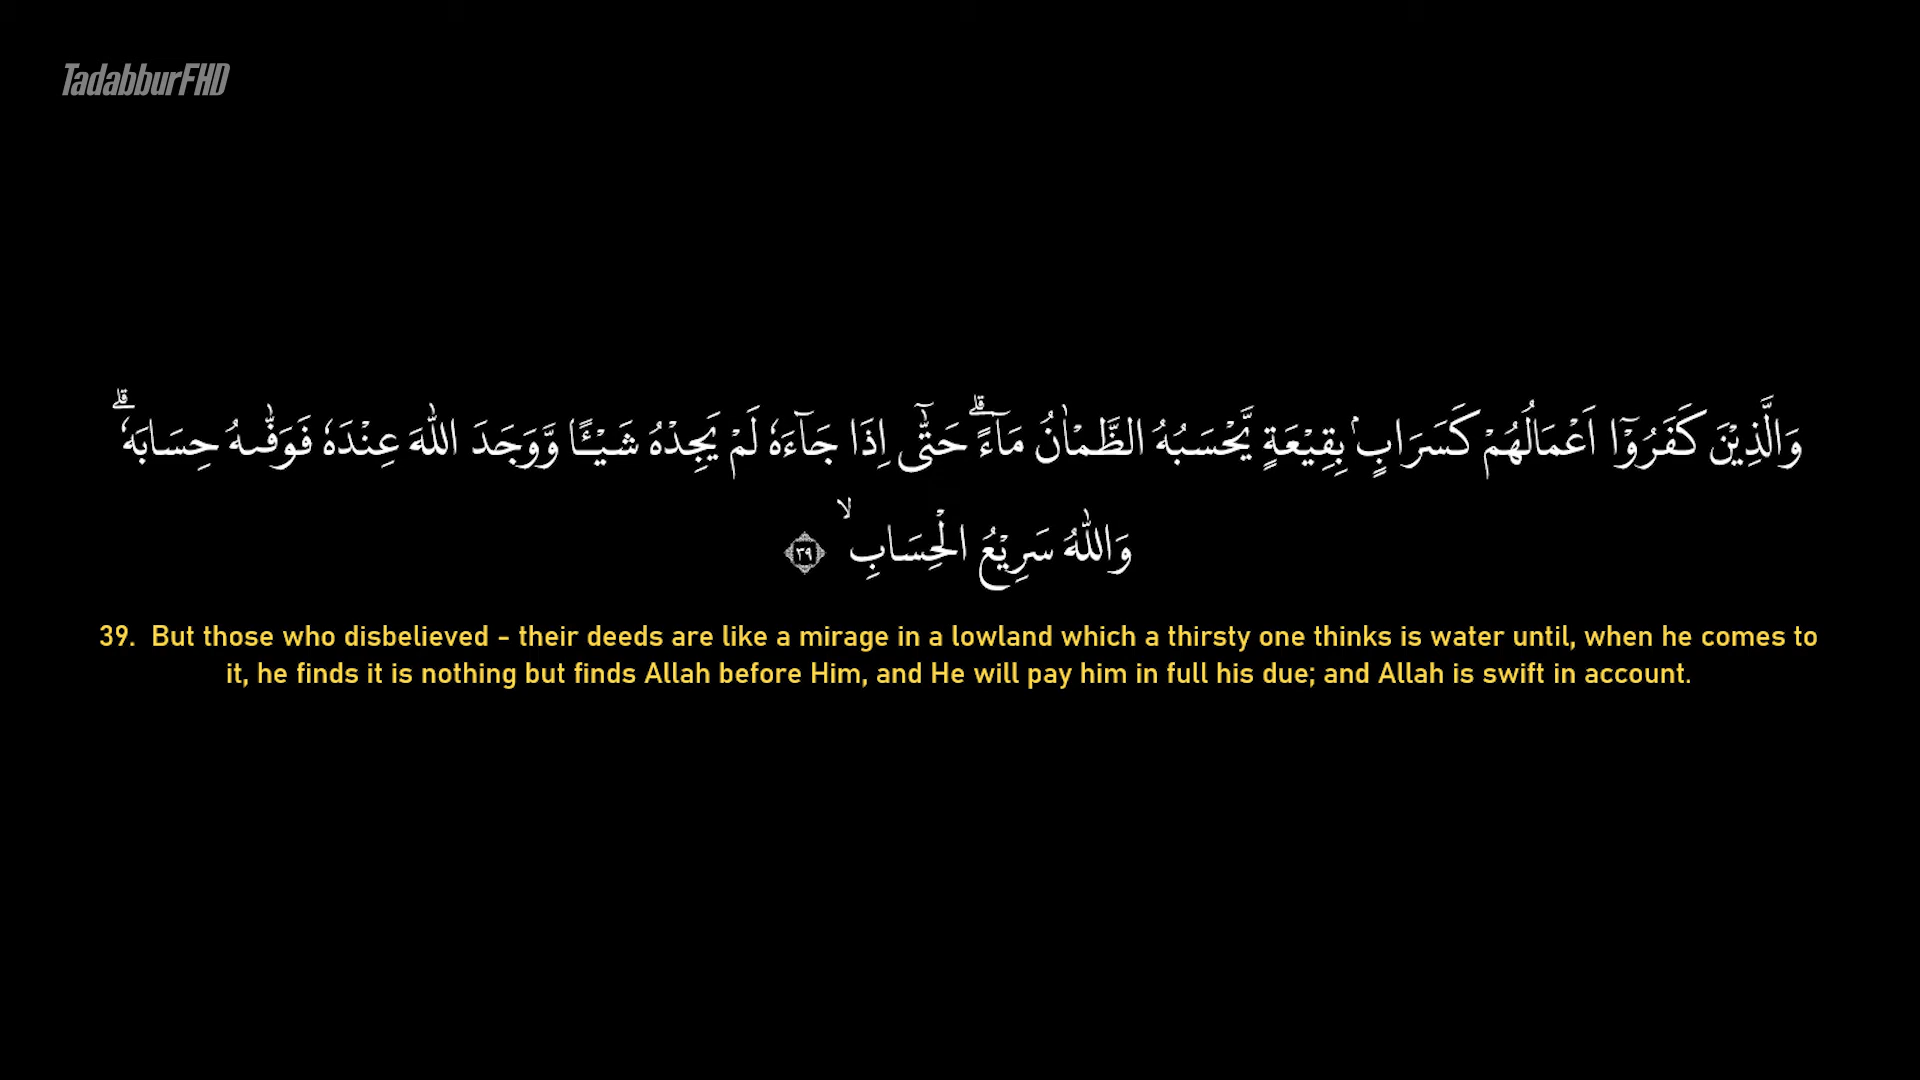 TadabburFHD
وَالَّذِيْنَ كَفَرُوْٓا اَعْمَالُهُمْ كَسَرَابٍۢ بِقِيْعَةٍ يَّحْسَبُهُ الظَّمْاٰنُ مَاۤءًۗ حَتّٰٓى اِذَا جَاۤءَهٗ لَمْ يَجِدْهُ شَيْـًٔا وَّوَجَدَ اللّٰهَ عِنْدَهٗ فَوَفّٰىهُ حِسَابَهٗۗ
وَاللّٰهُ سَرِيْعُ الْحِسَابِۙ ٣٩
39. But those who disbelieved - their deeds are like a mirage in a lowland which a thirsty one thinks is water until, when he comes to
it, he finds it is nothing but finds Allah before Him, and He will pay him in full his due; and Allah is swift in account.